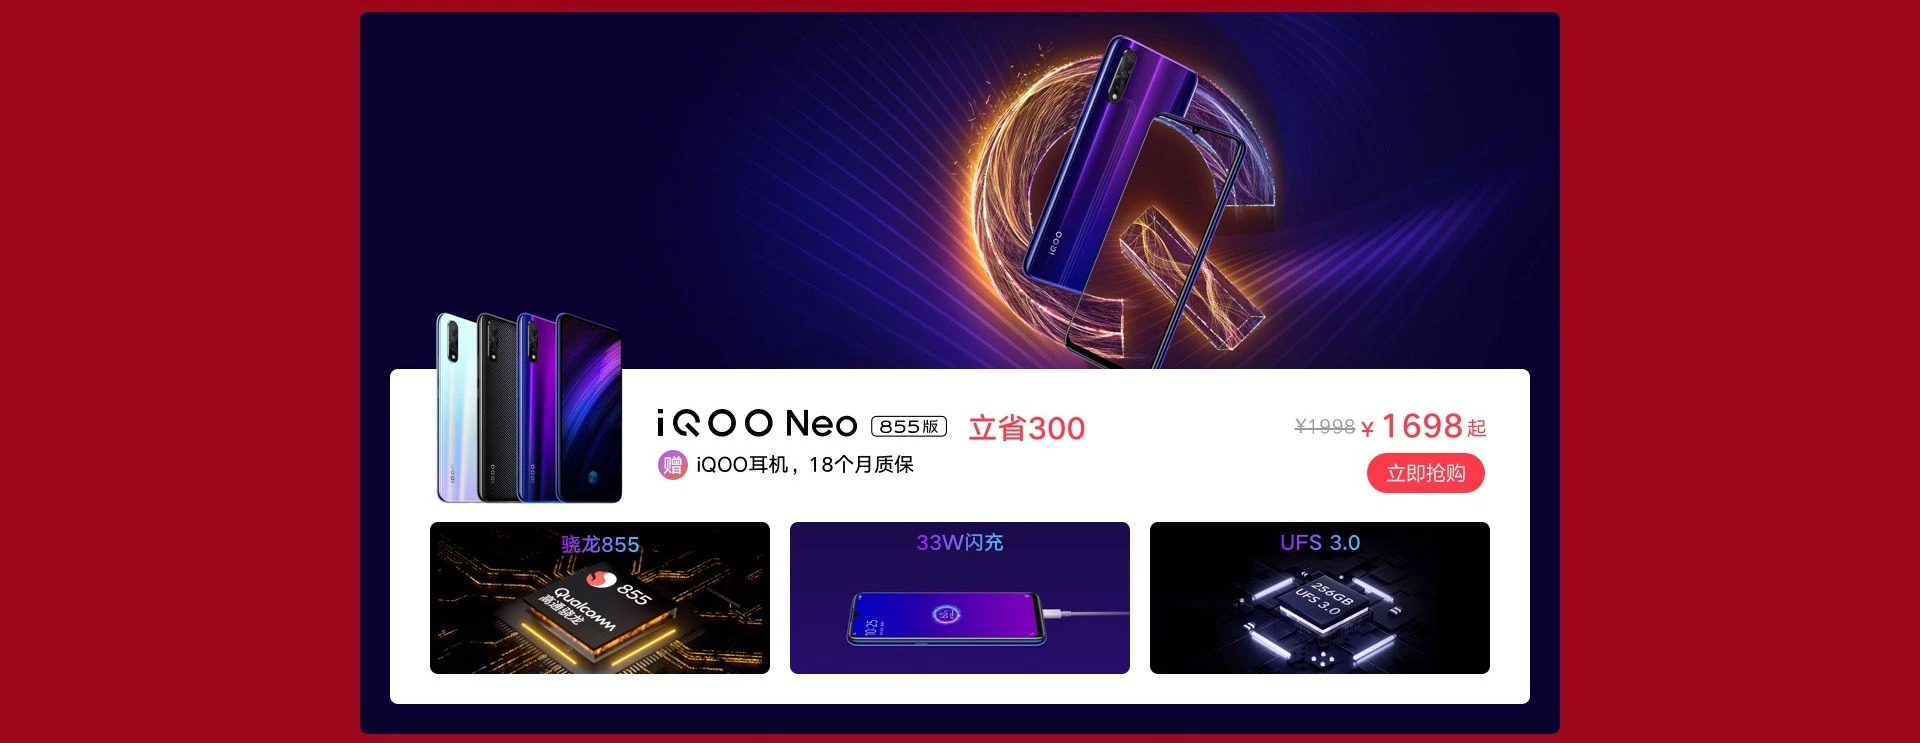 iQOO
iQOO Neo 855版 立省300
¥1998 ¥1698起
赠 iQOO耳机，18个月质保
立即抢购
骁龙855
855
Qualcomm
高通骁龙
33W闪充
10:25
UFS 3.0
256GB
UFS 3.0